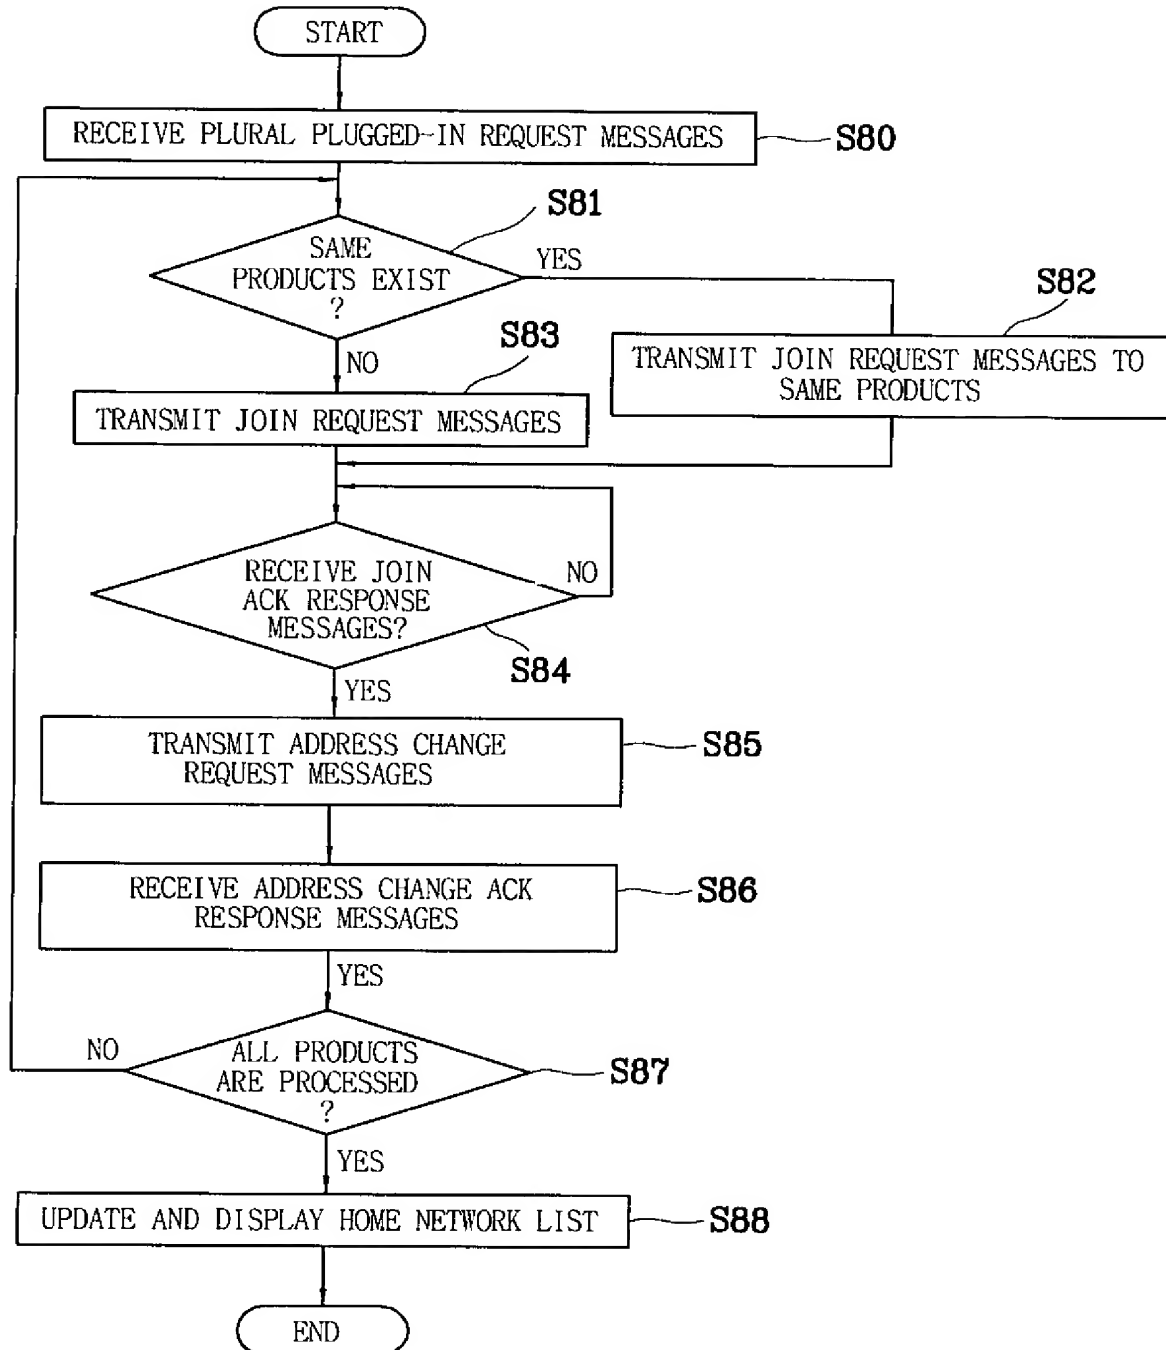 START
RECEIVE PLURAL PLUGGED-IN REQUEST MESSAGES
S80
S81
SAME
PRODUCTS EXIST
?
YES
S82
NO
S83
TRANSMIT JOIN REQUEST MESSAGES TO
SAME PRODUCTS
TRANSMIT JOIN REQUEST MESSAGES
RECEIVE JOIN
ACK RESPONSE
MESSAGES?
NO
S84
YES
TRANSMIT ADDRESS CHANGE
REQUEST MESSAGES
S85
RECEIVE ADDRESS CHANGE ACK
RESPONSE MESSAGES
S86
YES
NO
ALL PRODUCTS
ARE PROCESSED
?
S87
YES
UPDATE AND DISPLAY HOME NETWORK LIST
S88
END